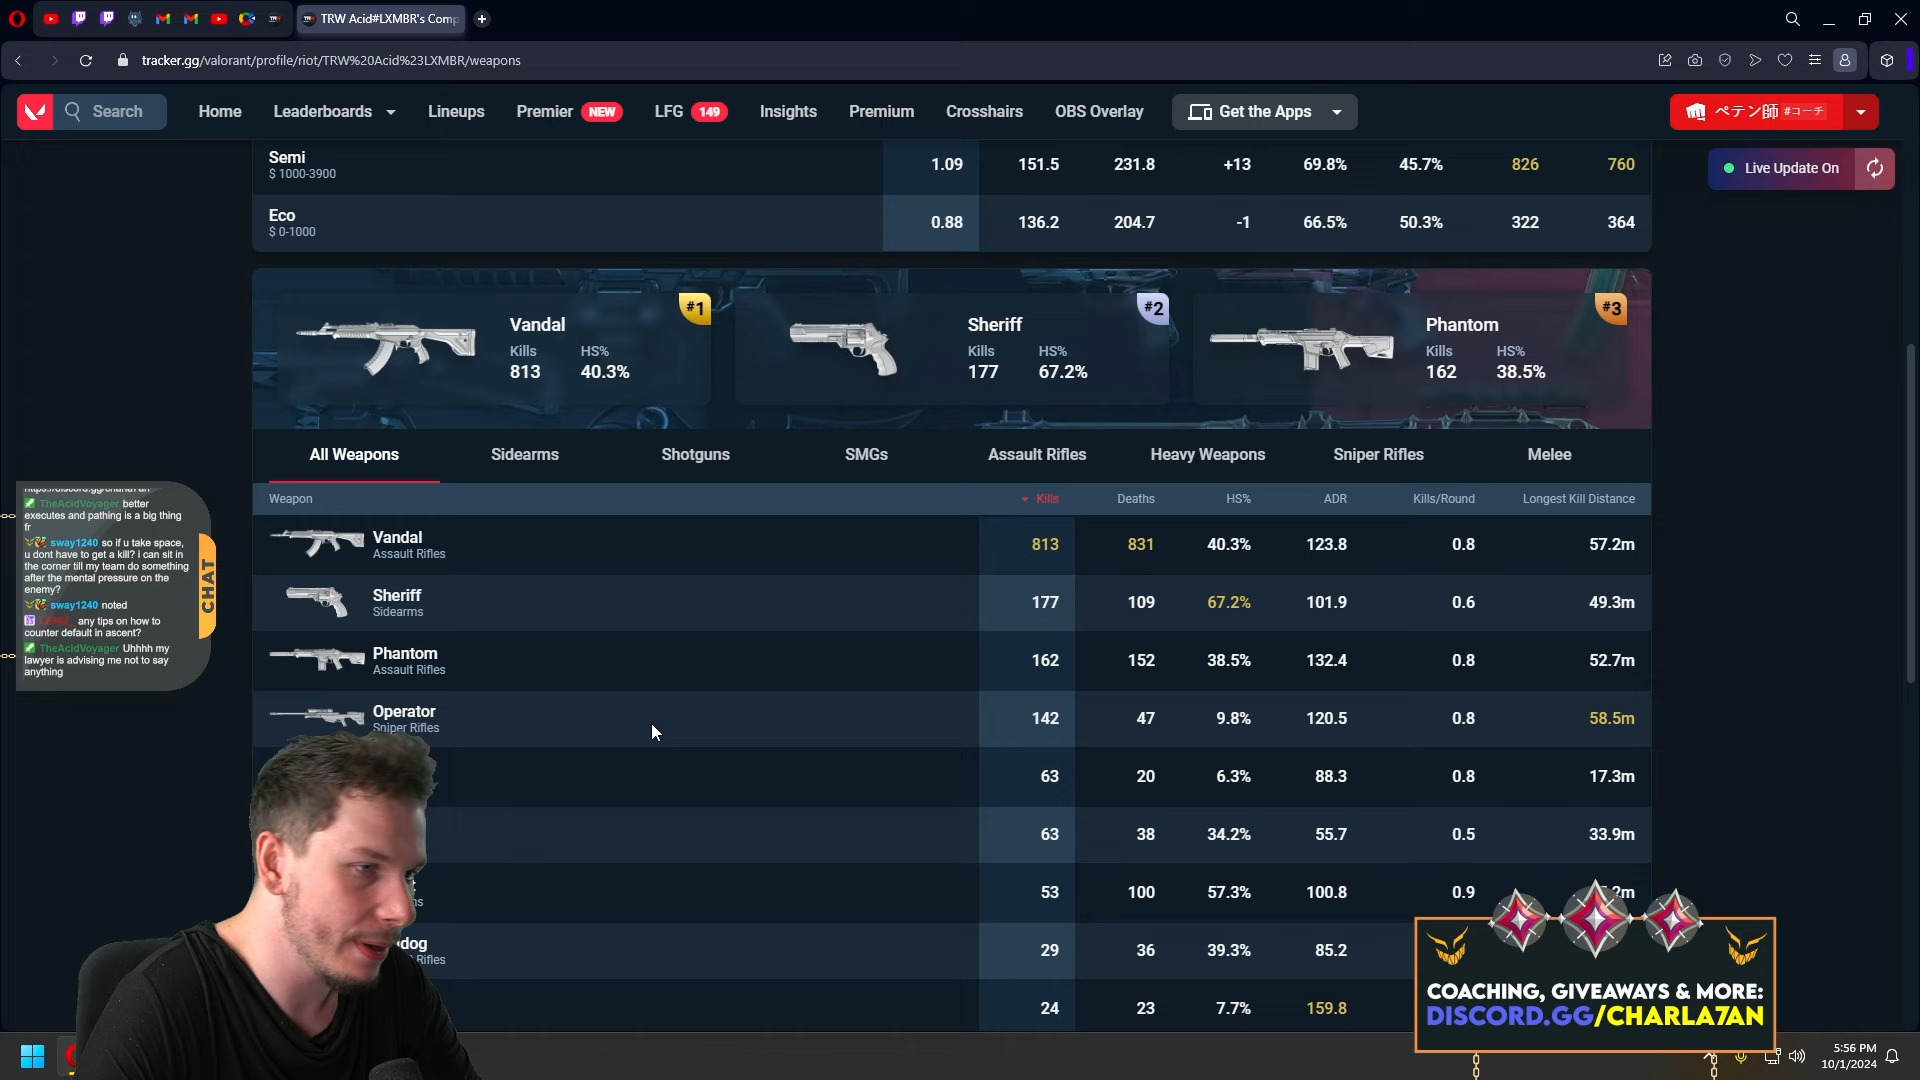 TRW Acid#LXMBR's Comp
tracker.gg/valorant/profile/riot/TRW%20Acid%23LXMBR/weapons
Search
Home
Leaderboards
Lineups
Premier NEW
LFG 149
Insights
Premium
Crosshairs
OBS Overlay
Get the Apps
ペテン師 #コーチ
Live Update On
Semi 1.09 151.5 231.8 +13 69.8% 45.7% 826 760
$ 1000-3900
Eco 0.88 136.2 204.7 -1 66.5% 50.3% 322 364
$ 0-1000
#1
Vandal
Kills HS%
813 40.3%
#2
Sheriff
Kills HS%
177 67.2%
#3
Phantom
Kills HS%
162 38.5%
All Weapons Sidearms Shotguns SMGs Assault Rifles Heavy Weapons Sniper Rifles Melee
Weapon Kills Deaths HS% ADR Kills/Round Longest Kill Distance
Vandal 813 831 40.3% 123.8 0.8 57.2m
Assault Rifles
Sheriff 177 109 67.2% 101.9 0.6 49.3m
Sidearms
Phantom 162 152 38.5% 132.4 0.8 52.7m
Assault Rifles
Operator 142 47 9.8% 120.5 0.8 58.5m
Sniper Rifles
63 20 6.3% 88.3 0.8 17.3m
63 38 34.2% 55.7 0.5 33.9m
53 100 57.3% 100.8 0.9
29 36 39.3% 85.2
Rifles
24 23 7.7% 159.8
TheAcidVoyager better
executes and pathing is a big thing
fr
sway1240 so if u take space,
u dont have to get a kill? i can sit in
the corner till my team do something
after the mental pressure on the
enemy?
sway1240 noted
any tips on how to
counter default in ascent?
TheAcidVoyager Uhhhh my
lawyer is advising me not to say
anything
CHAT
COACHING, GIVEAWAYS & MORE:
DISCORD.GG/CHARLA7AN
5:56 PM
10/1/2024